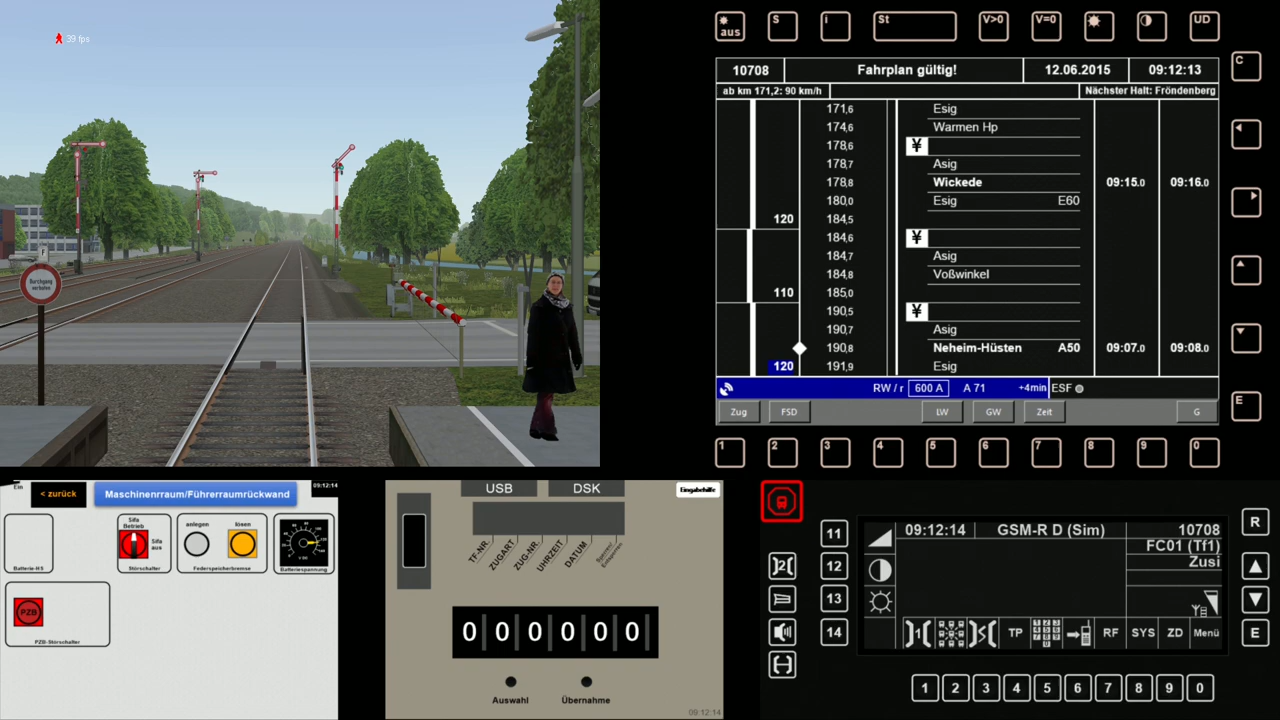 39 fps
Durchgang
verboten
F
aus
S
i
St
V>0
V=0
UD
C
E
10708
Fahrplan gültig!
12.06.2015
09:12:13
ab km 171,2: 90 km/h
Nächster Halt: Fröndenberg
171,6 Esig
174,6 Warmen Hp
178,6 ¥
178,7 Asig
178,8 Wickede 09:15.0 09:16.0
180,0 Esig E60
120 184,5
184,6 ¥
184,7 Asig
184,8 Voßwinkel
110 185,0
190,5 ¥
190,7 Asig
190,8 Neheim-Hüsten A50 09:07.0 09:08.0
120 191,9 Esig
RW / r 600 A A 71 +4min ESF
Zug FSD LW GW Zeit G
1 2 3 4 5 6 7 8 9 0
Ein
< zurück
Maschinenrraum/Führerraumrückwand
09:12:14
Batterie-HS
Sifa
Betrieb
Sifa
aus
Störschalter
anlegen
lösen
Federspeicherbremse
Batteriespannung
PZB
PZB-Störschalter
USB
DSK
Eingabehilfe
TF-NR
ZUGART
ZUG-NR
UHRZEIT
DATUM
0 0 0 0 0 0
Auswahl
Übernahme
09:12:14
2
11
12
13
14
09:12:14
GSM-R D (Sim)
10708
FC01 (Tf1)
Zusi
1
TP
RF
SYS
ZD
Menü
R
E
1 2 3 4 5 6 7 8 9 0